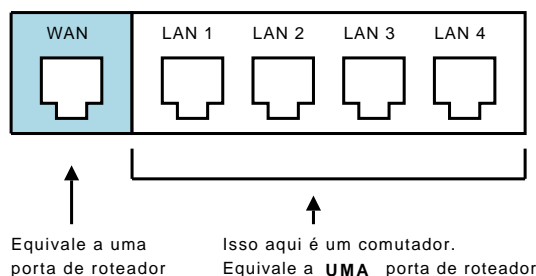 WAN LAN 1 LAN 2 LAN 3 LAN 4
Equivale a uma
porta de roteador
Isso aqui é um comutador.
Equivale a UMA porta de roteador